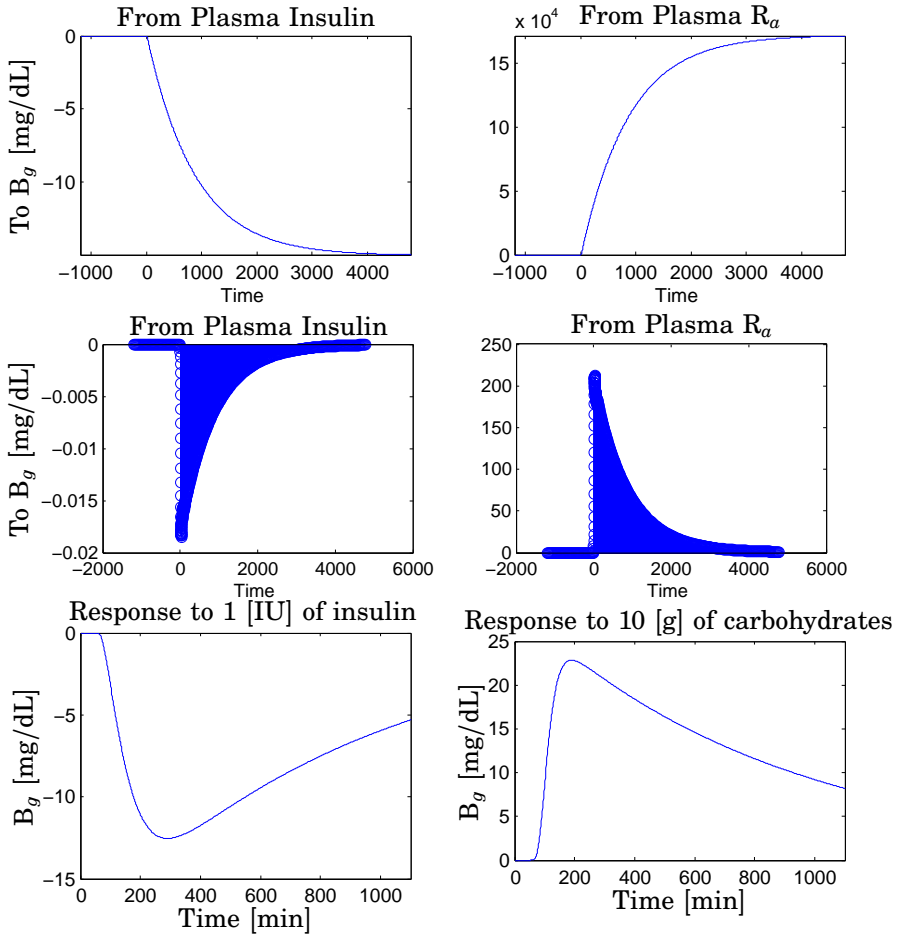 From Plasma Insulin
To B_g [mg/dL]
0
−5
−10
−1000 0 1000 2000 3000 4000
Time
From Plasma R_a
x 10^4
15
10
5
0
−1000 0 1000 2000 3000 4000
Time
From Plasma Insulin
To B_g [mg/dL]
0
−0.005
−0.01
−0.015
−0.02
−2000 0 2000 4000 6000
Time
From Plasma R_a
250
200
150
100
50
0
−2000 0 2000 4000 6000
Time
Response to 1 [IU] of insulin
B_g [mg/dL]
0
−5
−10
−15
0 200 400 600 800 1000
Time [min]
Response to 10 [g] of carbohydrates
B_g [mg/dL]
25
20
15
10
5
0
0 200 400 600 800 1000
Time [min]